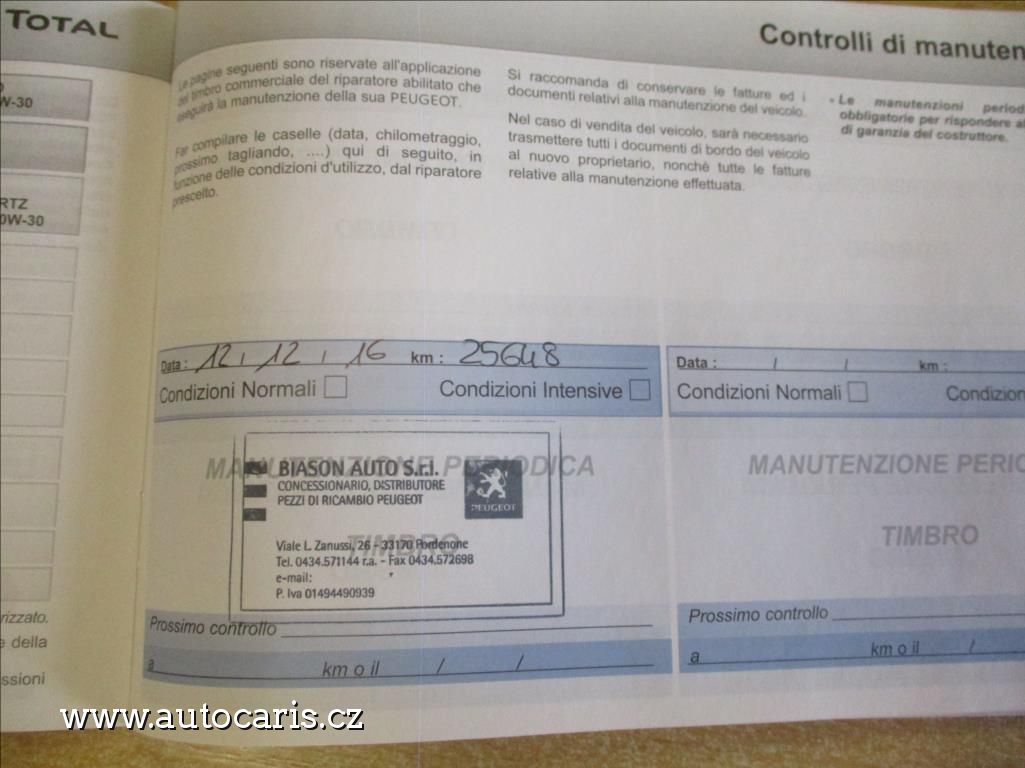 TOTAL
W-30
RTZ
0W-30
rizzato.
e della
ssioni
Controlli di manuten
Le pagine seguenti sono riservate all'applicazione
del timbro commerciale del riparatore abilitato che
eseguirà la manutenzione della sua PEUGEOT.
Far compilare le caselle (data, chilometraggio,
prossimo tagliando, ....) qui di seguito, in
funzione delle condizioni d'utilizzo, dal riparatore
prescelto.
Si raccomanda di conservare le fatture ed i
documenti relativi alla manutenzione del veicolo.
Nel caso di vendita del veicolo, sarà necessario
trasmettere tutti i documenti di bordo del veicolo
al nuovo proprietario, nonchè tutte le fatture
relative alla manutenzione effettuata.
Le manutenzioni period
obbligatorie per rispondere a
di garanzia del costruttore.
Data : 12 / 12 / 16 km : 25648
Condizioni Normali Condizioni Intensive
MANUTENZIONE PERIODICA
TIMBRO
BIASON AUTO S.r.l.
CONCESSIONARIO, DISTRIBUTORE
PEZZI DI RICAMBIO PEUGEOT
PEUGEOT
Viale L. Zanussi, 26 - 33170 Pordenone
Tel. 0434.571144 r.a. - Fax 0434.572698
e-mail:
P. Iva 01494490939
Prossimo controllo
a km o il / /
Data : / / km :
Condizioni Normali Condizion
MANUTENZIONE PERIO
TIMBRO
Prossimo controllo
a km o il /
www.autocaris.cz